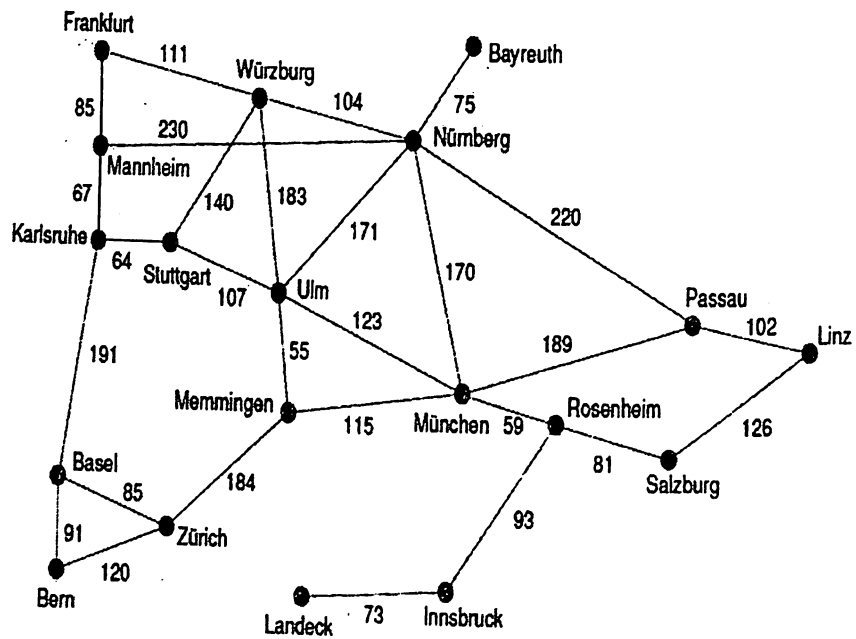 Frankfurt
111
Würzburg
Bayreuth
85
104
75
230
Nürnberg
Mannheim
67
140
183
220
Karlsruhe
171
64
Stuttgart
170
107
Ulm
Passau
123
102
Linz
191
55
189
Memmingen
Rosenheim
115
München
59
126
81
Basel
Salzburg
85
184
93
91
Zürich
120
Bern
Landeck
73
Innsbruck